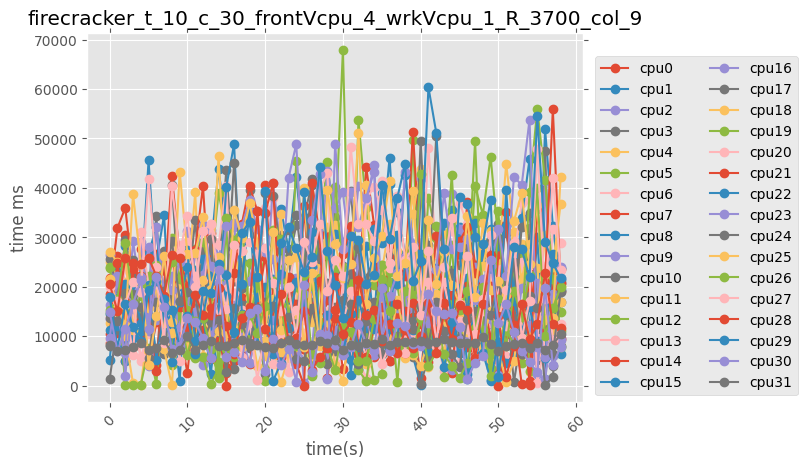 firecracker_t_10_c_30_frontVcpu_4_wrkVcpu_1_R_3700_col_9
70000
60000
50000
40000
30000
20000
10000
0
time ms
0
10
20
30
40
50
60
time(s)
cpu0
cpu1
cpu2
cpu3
cpu4
cpu5
cpu6
cpu7
cpu8
cpu9
cpu10
cpu11
cpu12
cpu13
cpu14
cpu15
cpu16
cpu17
cpu18
cpu19
cpu20
cpu21
cpu22
cpu23
cpu24
cpu25
cpu26
cpu27
cpu28
cpu29
cpu30
cpu31